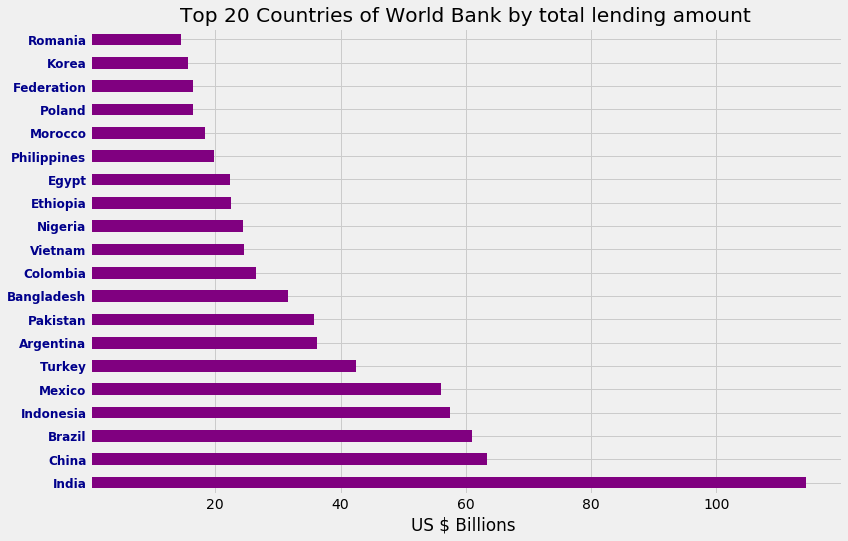 Top 20 Countries of World Bank by total lending amount
Romania
Korea
Federation
Poland
Morocco
Philippines
Egypt
Ethiopia
Nigeria
Vietnam
Colombia
Bangladesh
Pakistan
Argentina
Turkey
Mexico
Indonesia
Brazil
China
India
20 40 60 80 100
US $ Billions